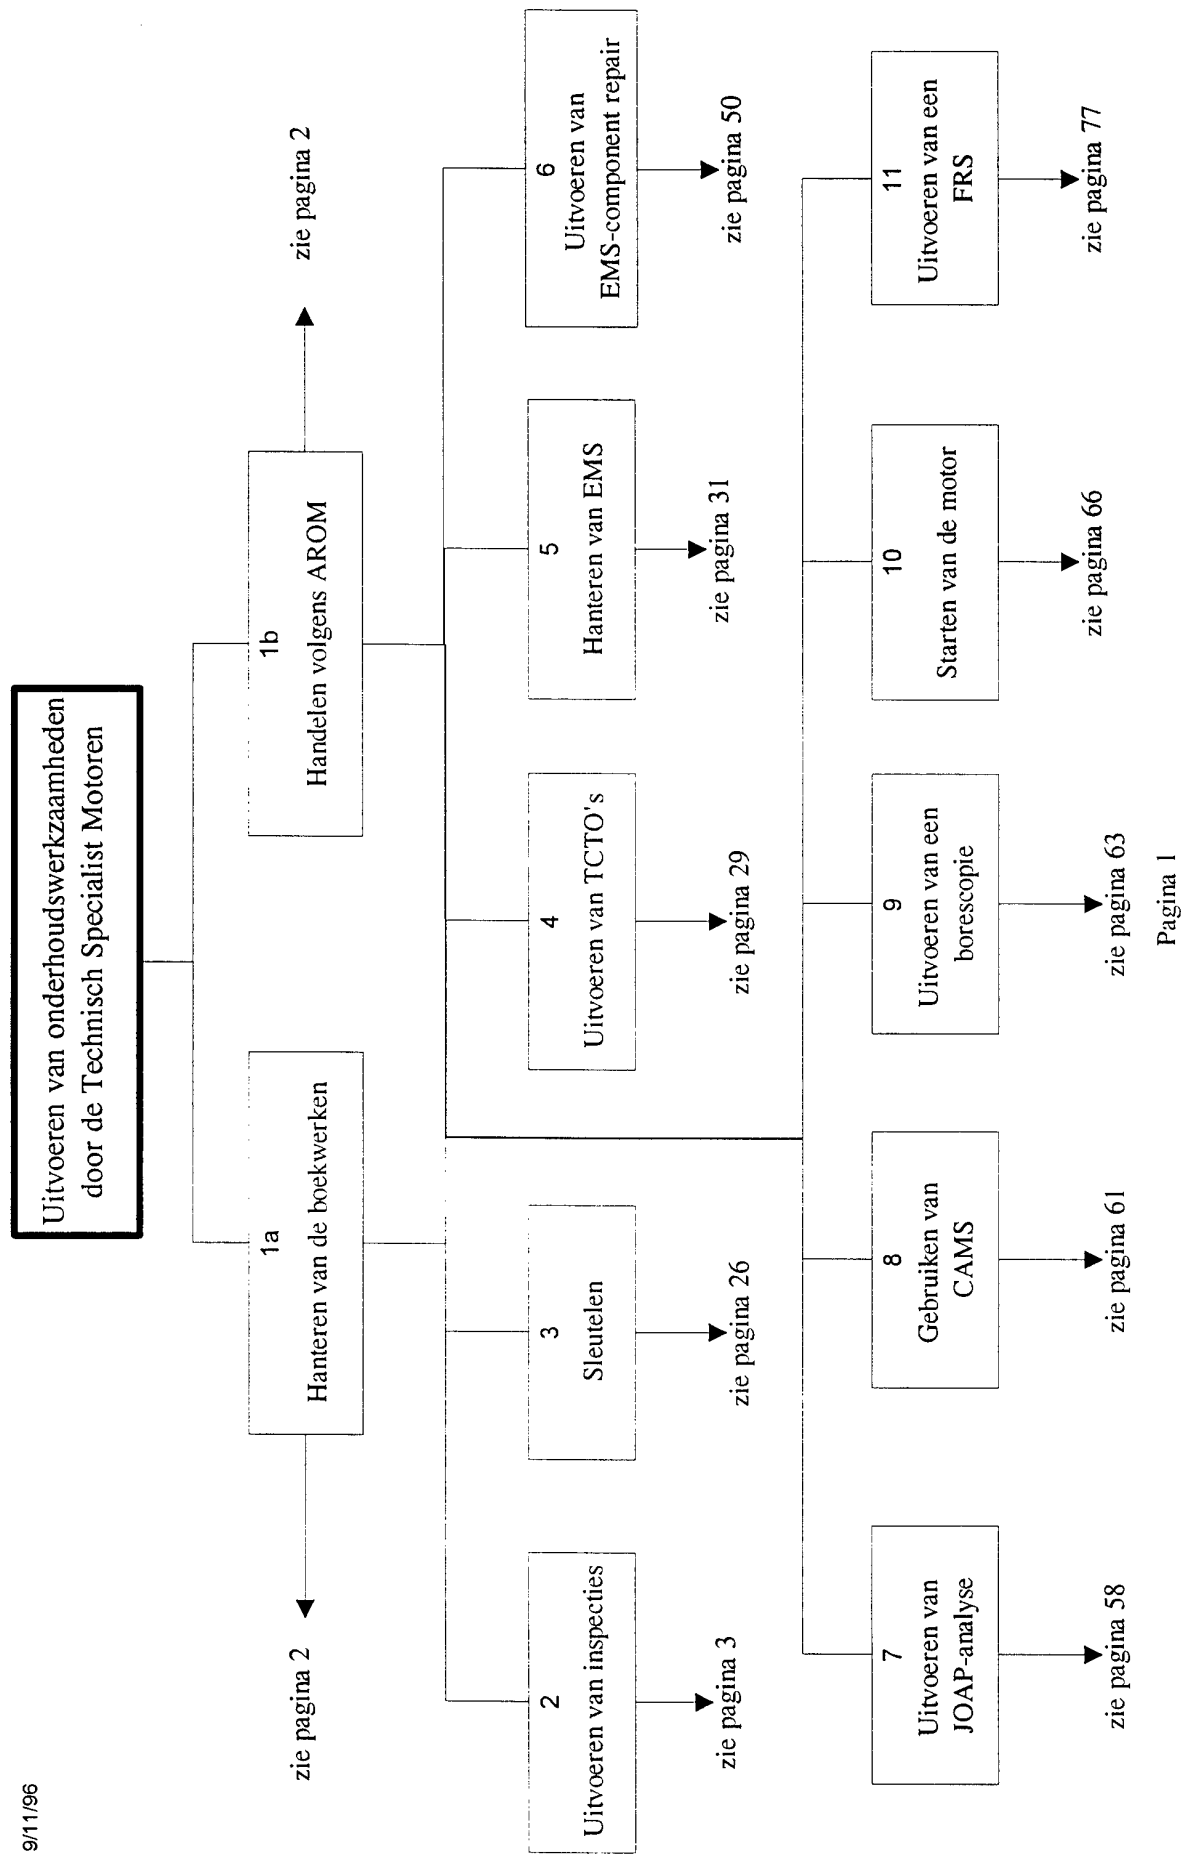 9/11/96
Uitvoeren van onderhoudswerkzaamheden
door de Technisch Specialist Motoren
zie pagina 2
1a
Hanteren van de boekwerken
1b
Handelen volgens AROM
zie pagina 2
2
Uitvoeren van inspecties
zie pagina 3
3
Sleutelen
zie pagina 26
4
Uitvoeren van TCTO's
zie pagina 29
5
Hanteren van EMS
zie pagina 31
6
Uitvoeren van
EMS-component repair
zie pagina 50
7
Uitvoeren van
JOAP-analyse
zie pagina 58
8
Gebruiken van
CAMS
zie pagina 61
9
Uitvoeren van een
borescopie
zie pagina 63
10
Starten van de motor
zie pagina 66
11
Uitvoeren van een
FRS
zie pagina 77
Pagina 1